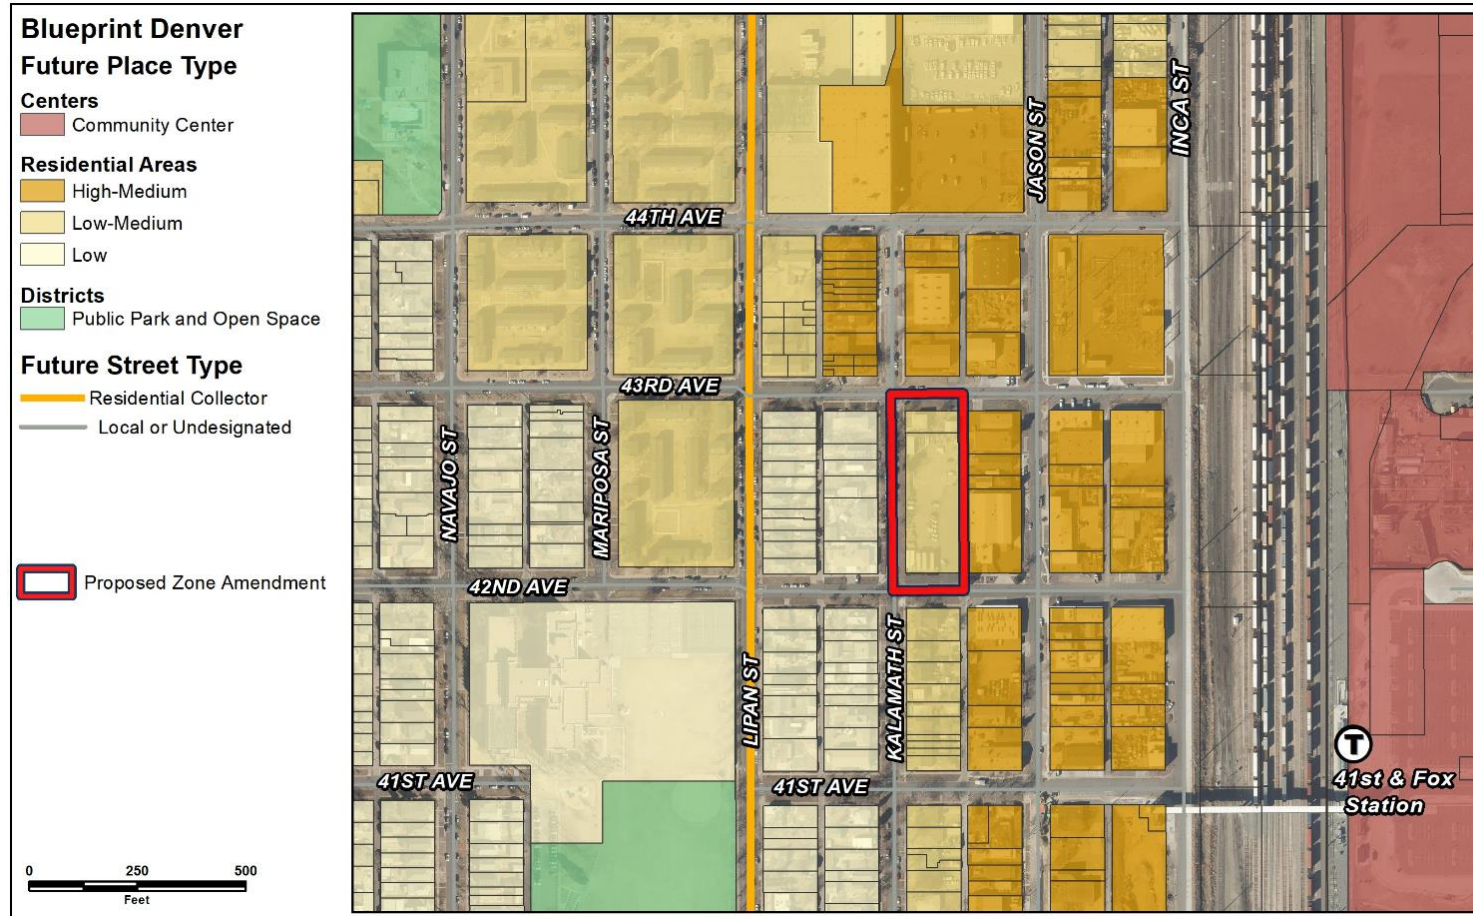 Blueprint Denver
Future Place Type
Centers
Community Center
Residential Areas
High-Medium
Low-Medium
Low
Districts
Public Park and Open Space
Future Street Type
Residential Collector
Local or Undesignated
Proposed Zone Amendment
0 250 500
Feet
INCA ST
JASON ST
44TH AVE
43RD AVE
NAVAJO ST
MARIPOSA ST
42ND AVE
LIPAN ST
KALAMATH ST
T
41ST AVE
41ST AVE
41st & Fox
Station